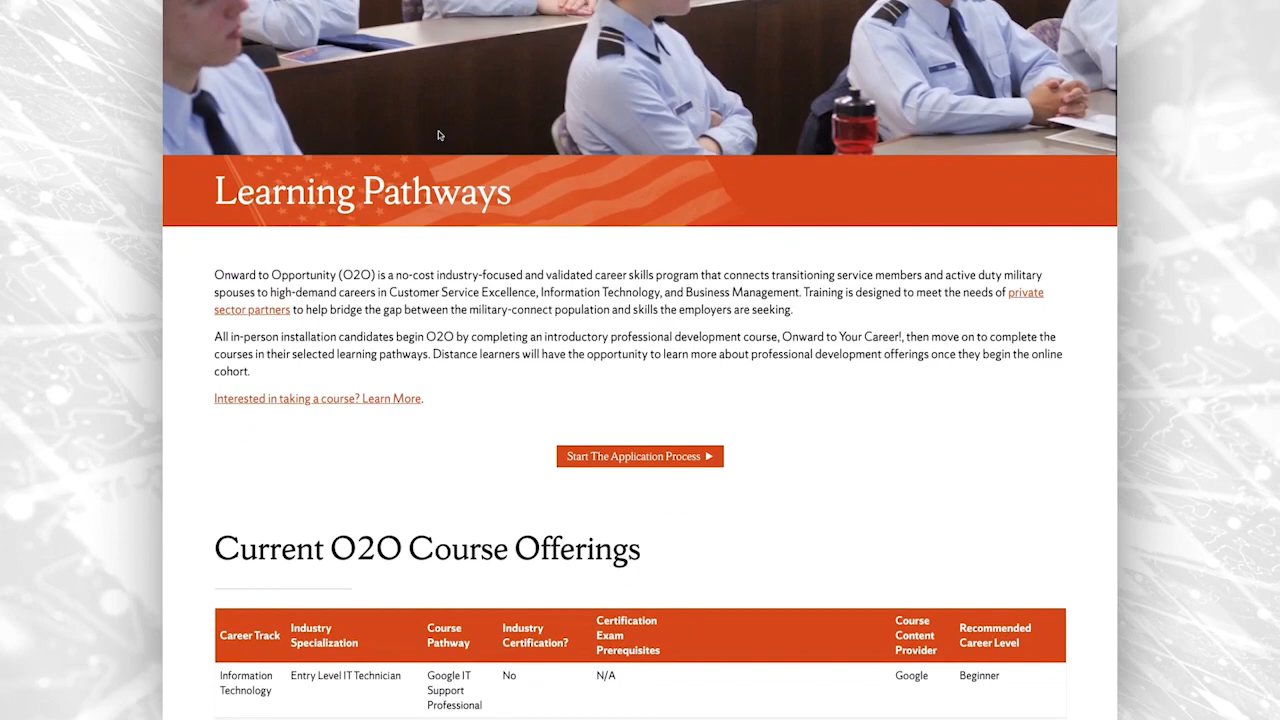 Learning Pathways
Onward to Opportunity (O2O) is a no-cost industry-focused and validated career skills program that connects transitioning service members and active duty military
spouses to high-demand careers in Customer Service Excellence, Information Technology, and Business Management. Training is designed to meet the needs of private
sector partners to help bridge the gap between the military-connect population and skills the employers are seeking.
All in-person installation candidates begin O2O by completing an introductory professional development course, Onward to Your Career!, then move on to complete the
courses in their selected learning pathways. Distance learners will have the opportunity to learn more about professional development offerings once they begin the online
cohort.
Interested in taking a course? Learn More.
Start The Application Process
Current O2O Course Offerings
Career Track
Industry
Specialization
Course
Pathway
Industry
Certification?
Certification
Exam
Prerequisites
Course
Content
Provider
Recommended
Career Level
Information
Technology
Entry Level IT Technician
Google IT
Support
Professional
No
N/A
Google
Beginner